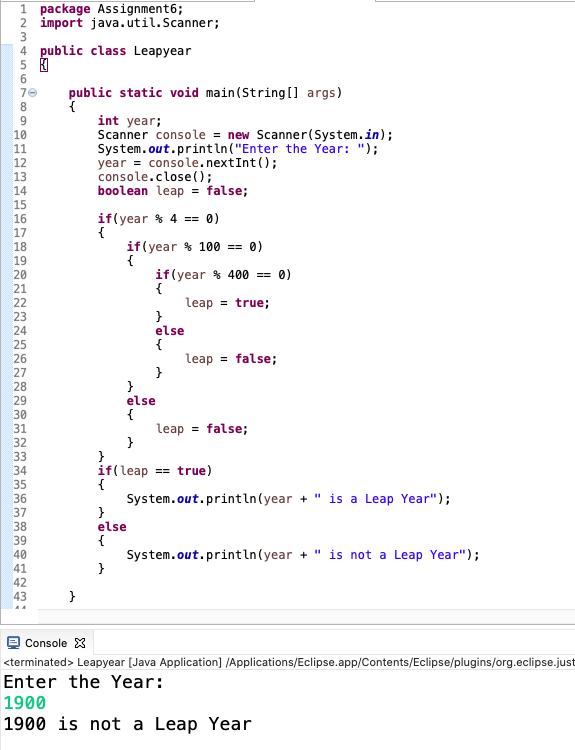 1 package Assignment6;
2 import java.util.Scanner;
3
4 public class Leapyear
5 {
6
7 public static void main(String[] args)
8 {
9 int year;
10 Scanner console = new Scanner(System.in);
11 System.out.println("Enter the Year: ");
12 year = console.nextInt();
13 console.close();
14 boolean leap = false;
15
16 if(year % 4 == 0)
17 {
18 if(year % 100 == 0)
19 {
20 if(year % 400 == 0)
21 {
22 leap = true;
23 }
24 else
25 {
26 leap = false;
27 }
28 }
29 else
30 {
31 leap = false;
32 }
33 }
34 if(leap == true)
35 {
36 System.out.println(year + " is a Leap Year");
37 }
38 else
39 {
40 System.out.println(year + " is not a Leap Year");
41 }
42
43 }
Console
<terminated> Leapyear [Java Application] /Applications/Eclipse.app/Contents/Eclipse/plugins/org.eclipse.just
Enter the Year:
1900
1900 is not a Leap Year